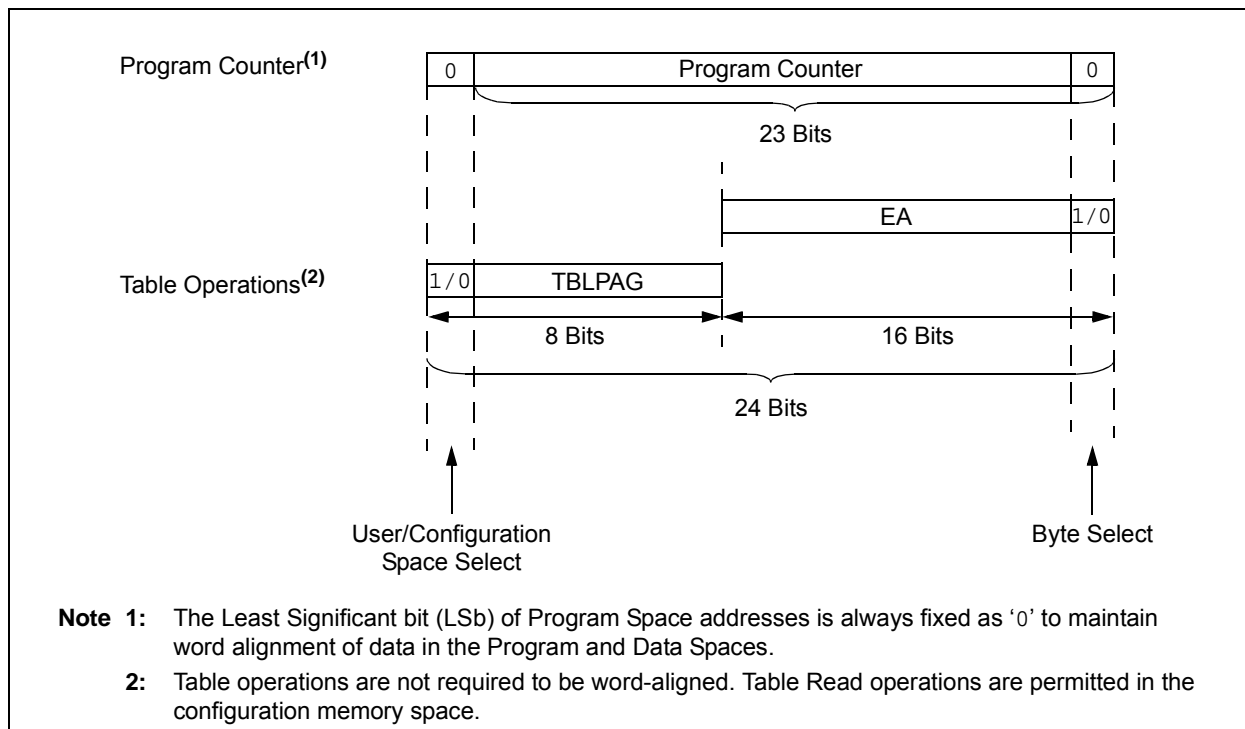 Program Counter(1)
0 Program Counter 0
23 Bits
EA 1/0
Table Operations(2)
1/0 TBLPAG
8 Bits 16 Bits
24 Bits
User/Configuration
Space Select
Byte Select
Note 1: The Least Significant bit (LSb) of Program Space addresses is always fixed as ‘0’ to maintain
word alignment of data in the Program and Data Spaces.
2: Table operations are not required to be word-aligned. Table Read operations are permitted in the
configuration memory space.